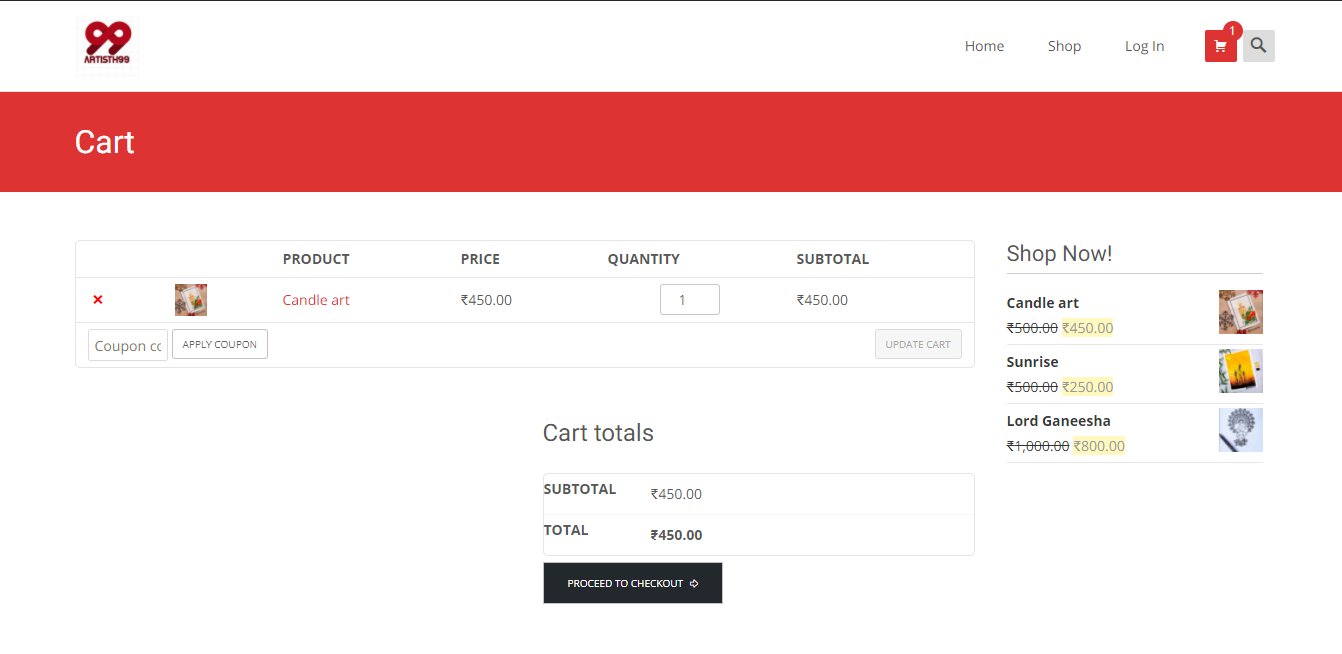 99
ARTISTH99
Home Shop Log In 1
Cart
PRODUCT PRICE QUANTITY SUBTOTAL
× Candle art ₹450.00 1 ₹450.00
Coupon cc APPLY COUPON UPDATE CART
Cart totals
SUBTOTAL ₹450.00
TOTAL ₹450.00
PROCEED TO CHECKOUT
Shop Now!
Candle art
₹500.00 ₹450.00
Sunrise
₹500.00 ₹250.00
Lord Ganeesha
₹1,000.00 ₹800.00